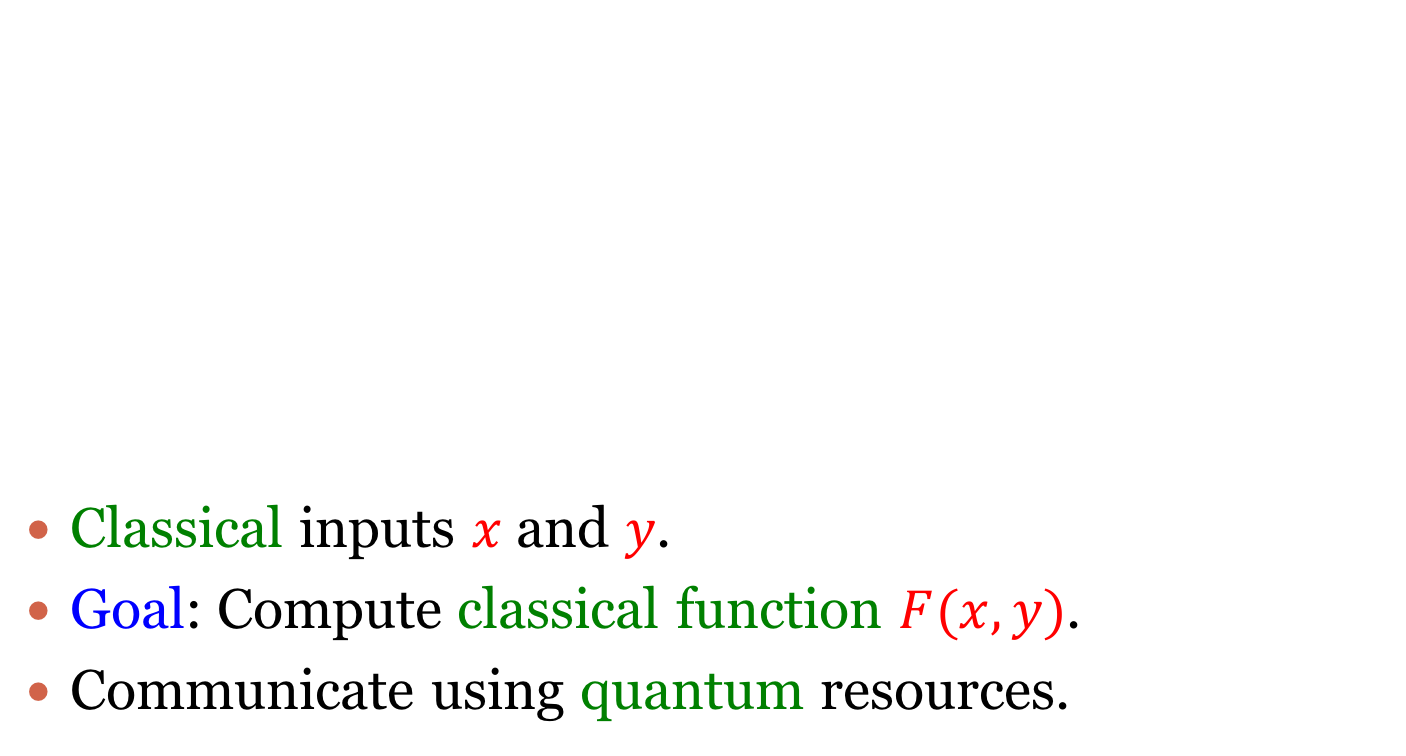 • Classical inputs x and y.
• Goal: Compute classical function F(x, y).
• Communicate using quantum resources.